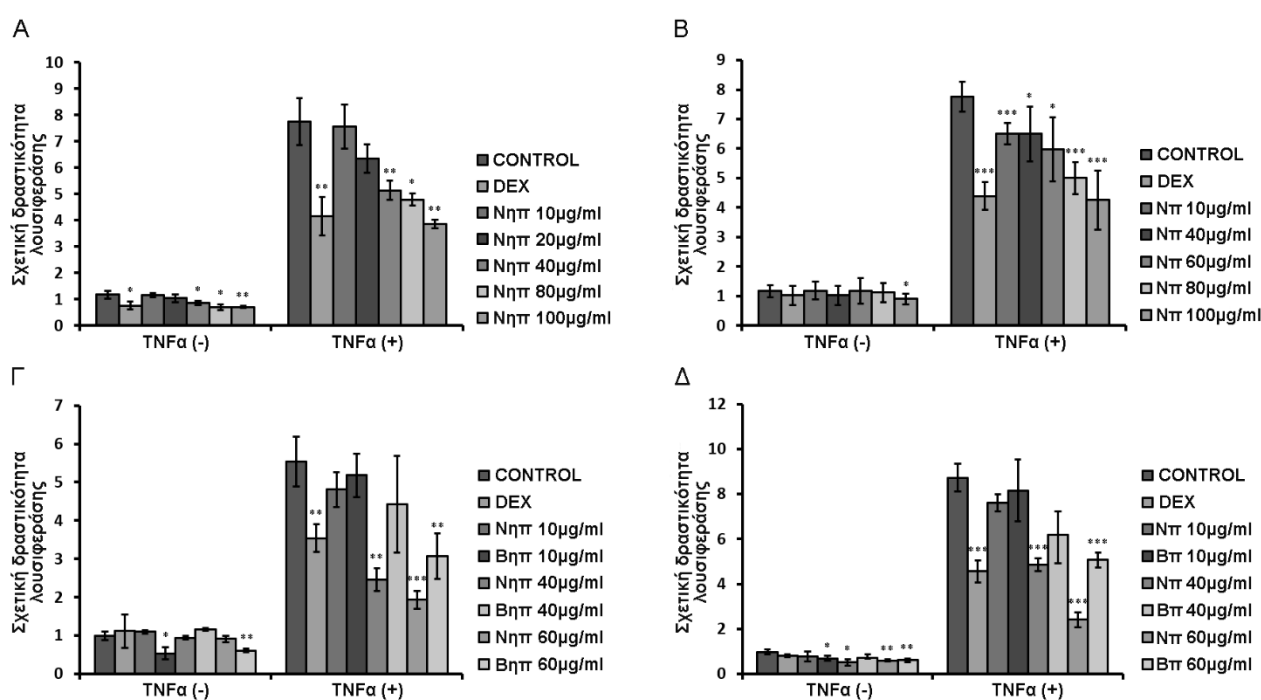 A
Σχετική δραστικότητα
λουσιφεράσης
8
10
7
6
5
4
3
2
1
0
**
**
*
**
*
*
*
**
TNFα (-)
TNFα (+)
CONTROL
DEX
Νηπ 10μg/ml
Νηπ 20μg/ml
Νηπ 40μg/ml
Νηπ 80μg/ml
Νηπ 100μg/ml
B
Σχετική δραστικότητα
λουσιφεράσης
9
8
7
6
5
4
3
2
1
0
***
***
*
*
***
***
*
TNFα (-)
TNFα (+)
CONTROL
DEX
Νπ 10μg/ml
Νπ 40μg/ml
Νπ 60μg/ml
Νπ 80μg/ml
Νπ 100μg/ml
Γ
Σχετική δραστικότητα
λουσιφεράσης
7
6
5
4
3
2
1
0
**
**
***
**
*
**
TNFα (-)
TNFα (+)
CONTROL
DEX
Νηπ 10μg/ml
Βηπ 10μg/ml
Νηπ 40μg/ml
Βηπ 40μg/ml
Νηπ 60μg/ml
Βηπ 60μg/ml
Δ
Σχετική δραστικότητα
λουσιφεράσης
12
10
8
6
4
2
0
***
***
***
***
*
*
**
**
TNFα (-)
TNFα (+)
CONTROL
DEX
Νπ 10μg/ml
Βπ 10μg/ml
Νπ 40μg/ml
Βπ 40μg/ml
Νπ 60μg/ml
Βπ 60μg/ml